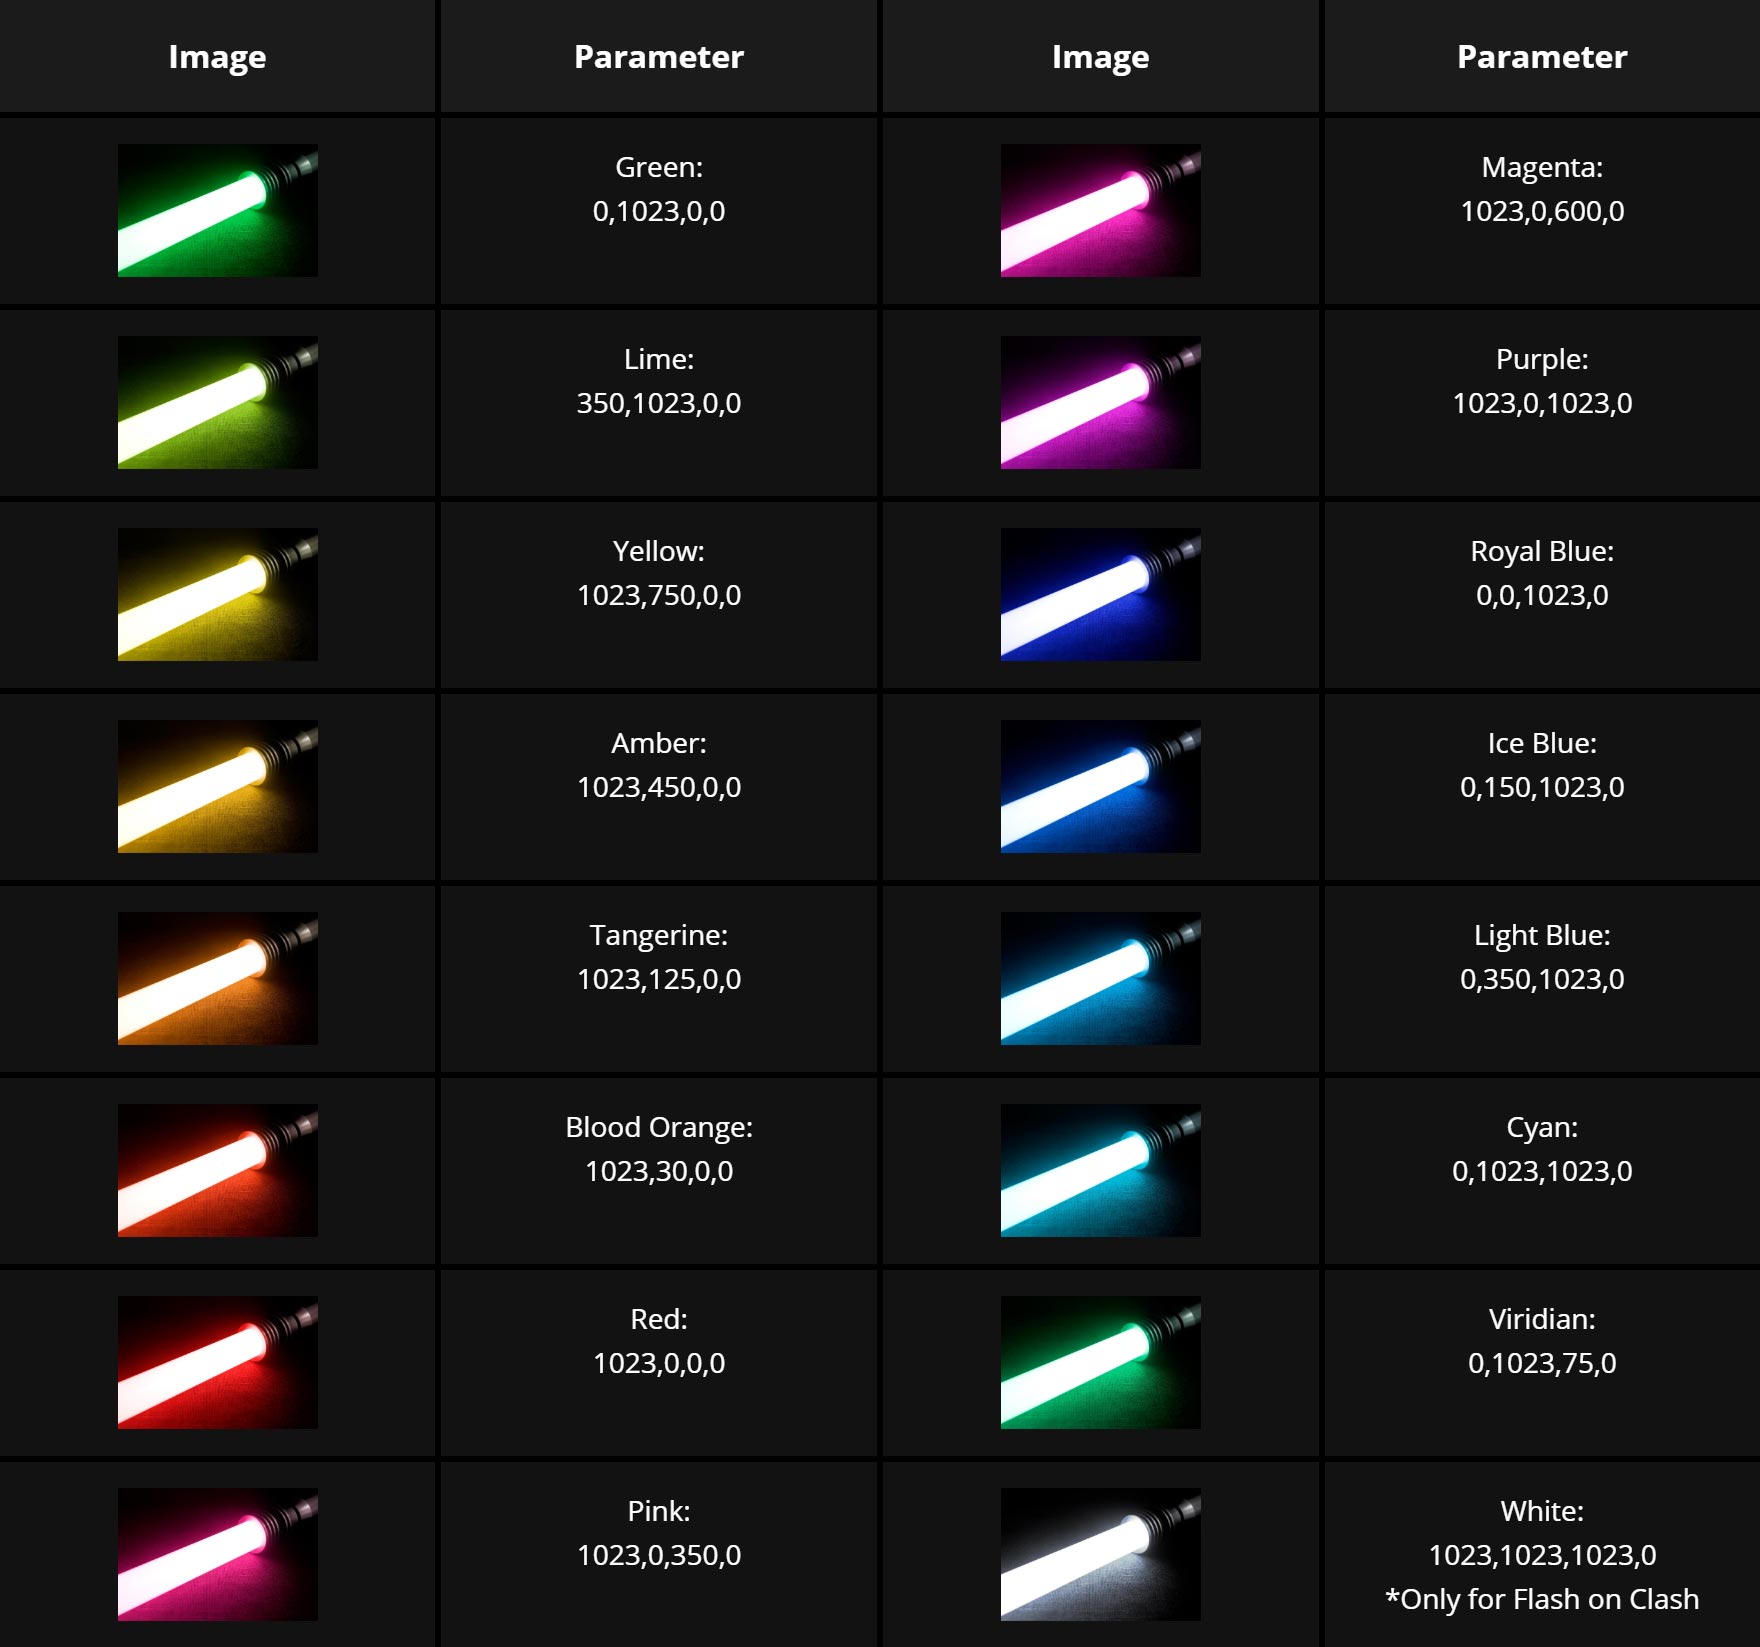 Image
Parameter
Image
Parameter
Green:
0,1023,0,0
Magenta:
1023,0,600,0
Lime:
350,1023,0,0
Purple:
1023,0,1023,0
Yellow:
1023,750,0,0
Royal Blue:
0,0,1023,0
Amber:
1023,450,0,0
Ice Blue:
0,150,1023,0
Tangerine:
1023,125,0,0
Light Blue:
0,350,1023,0
Blood Orange:
1023,30,0,0
Cyan:
0,1023,1023,0
Red:
1023,0,0,0
Viridian:
0,1023,75,0
Pink:
1023,0,350,0
White:
1023,1023,1023,0
*Only for Flash on Clash